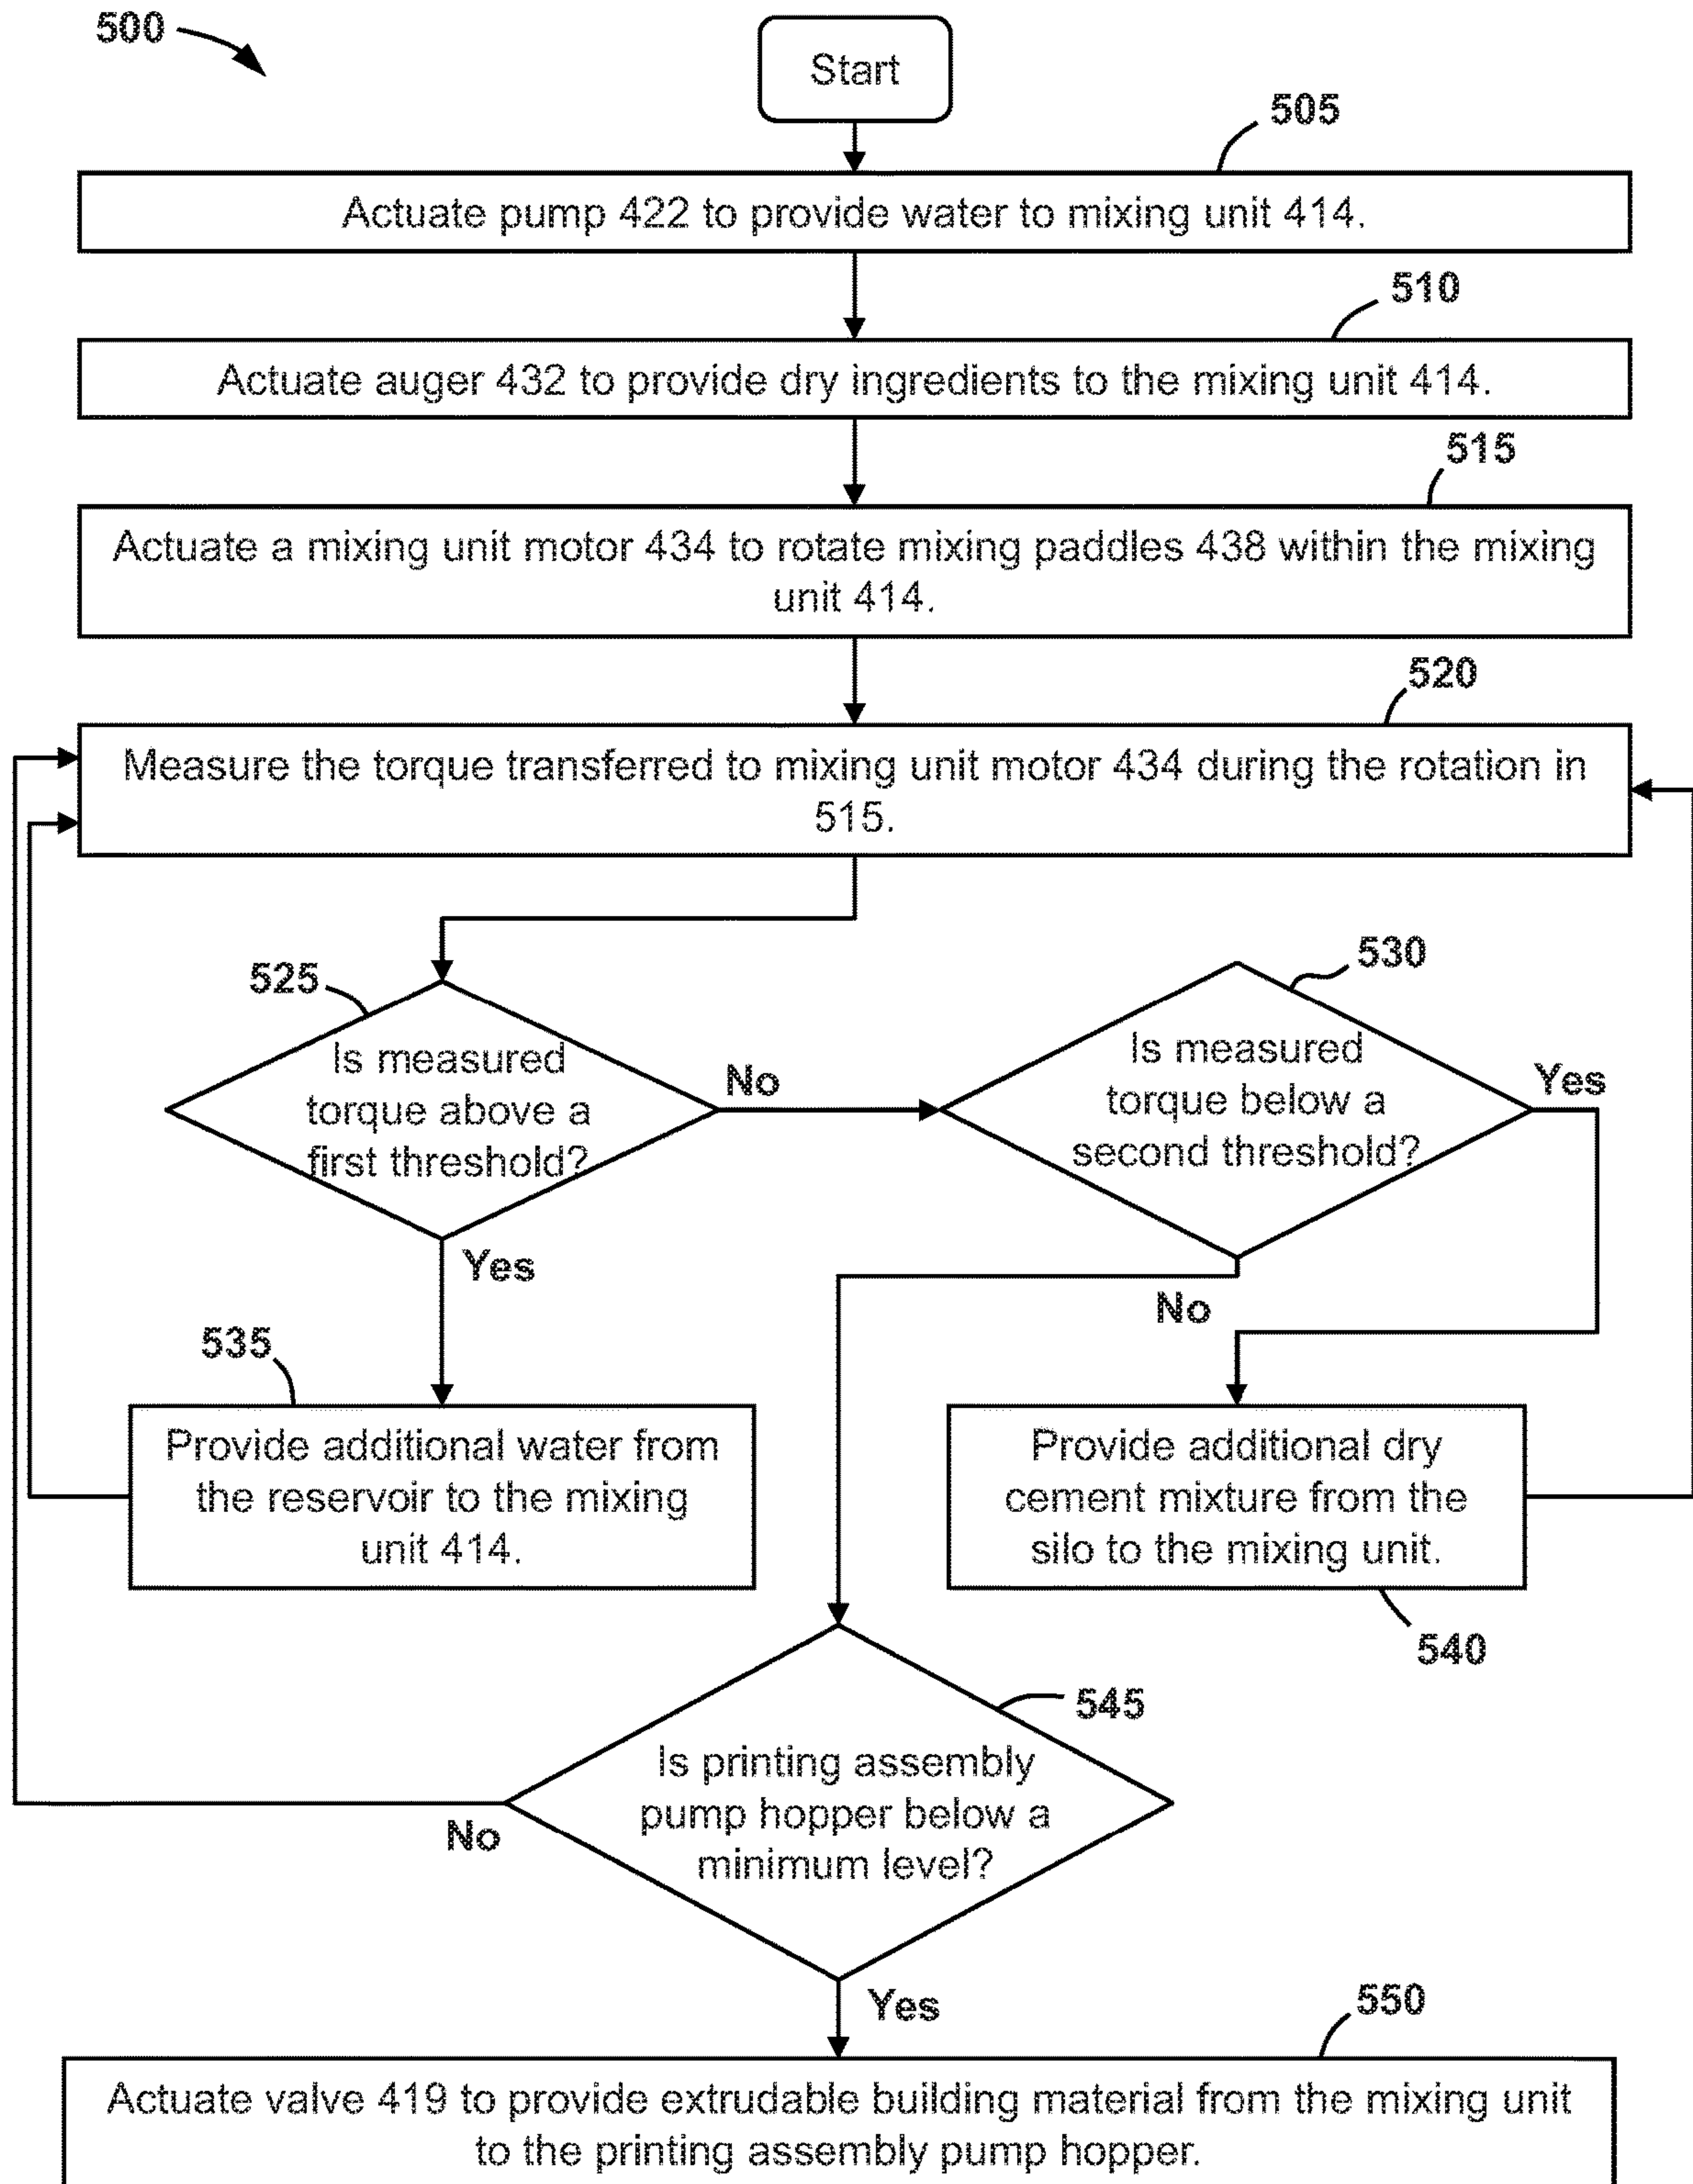 500
Start
505
Actuate pump 422 to provide water to mixing unit 414.
510
Actuate auger 432 to provide dry ingredients to the mixing unit 414.
515
Actuate a mixing unit motor 434 to rotate mixing paddles 438 within the mixing
unit 414.
520
Measure the torque transferred to mixing unit motor 434 during the rotation in
515.
525
Is measured
torque above a
first threshold?
No
Yes
530
Is measured
torque below a
second threshold?
Yes
No
535
Provide additional water from
the reservoir to the mixing
unit 414.
Provide additional dry
cement mixture from the
silo to the mixing unit.
540
545
Is printing assembly
pump hopper below a
minimum level?
No
Yes
550
Actuate valve 419 to provide extrudable building material from the mixing unit
to the printing assembly pump hopper.